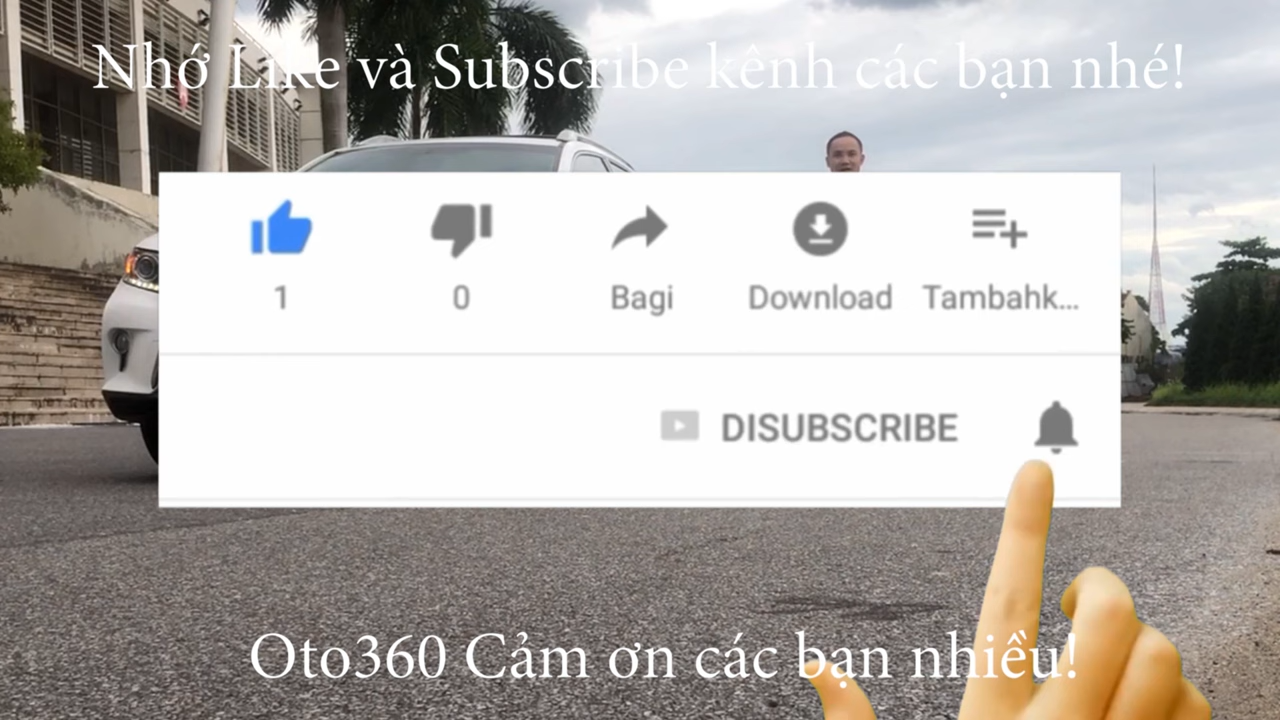 Nhớ Like và Subscribe kênh các bạn nhé!
1 0 Bagi Download Tambahk...
DISUBSCRIBE
Oto360 Cảm ơn các bạn nhiều!